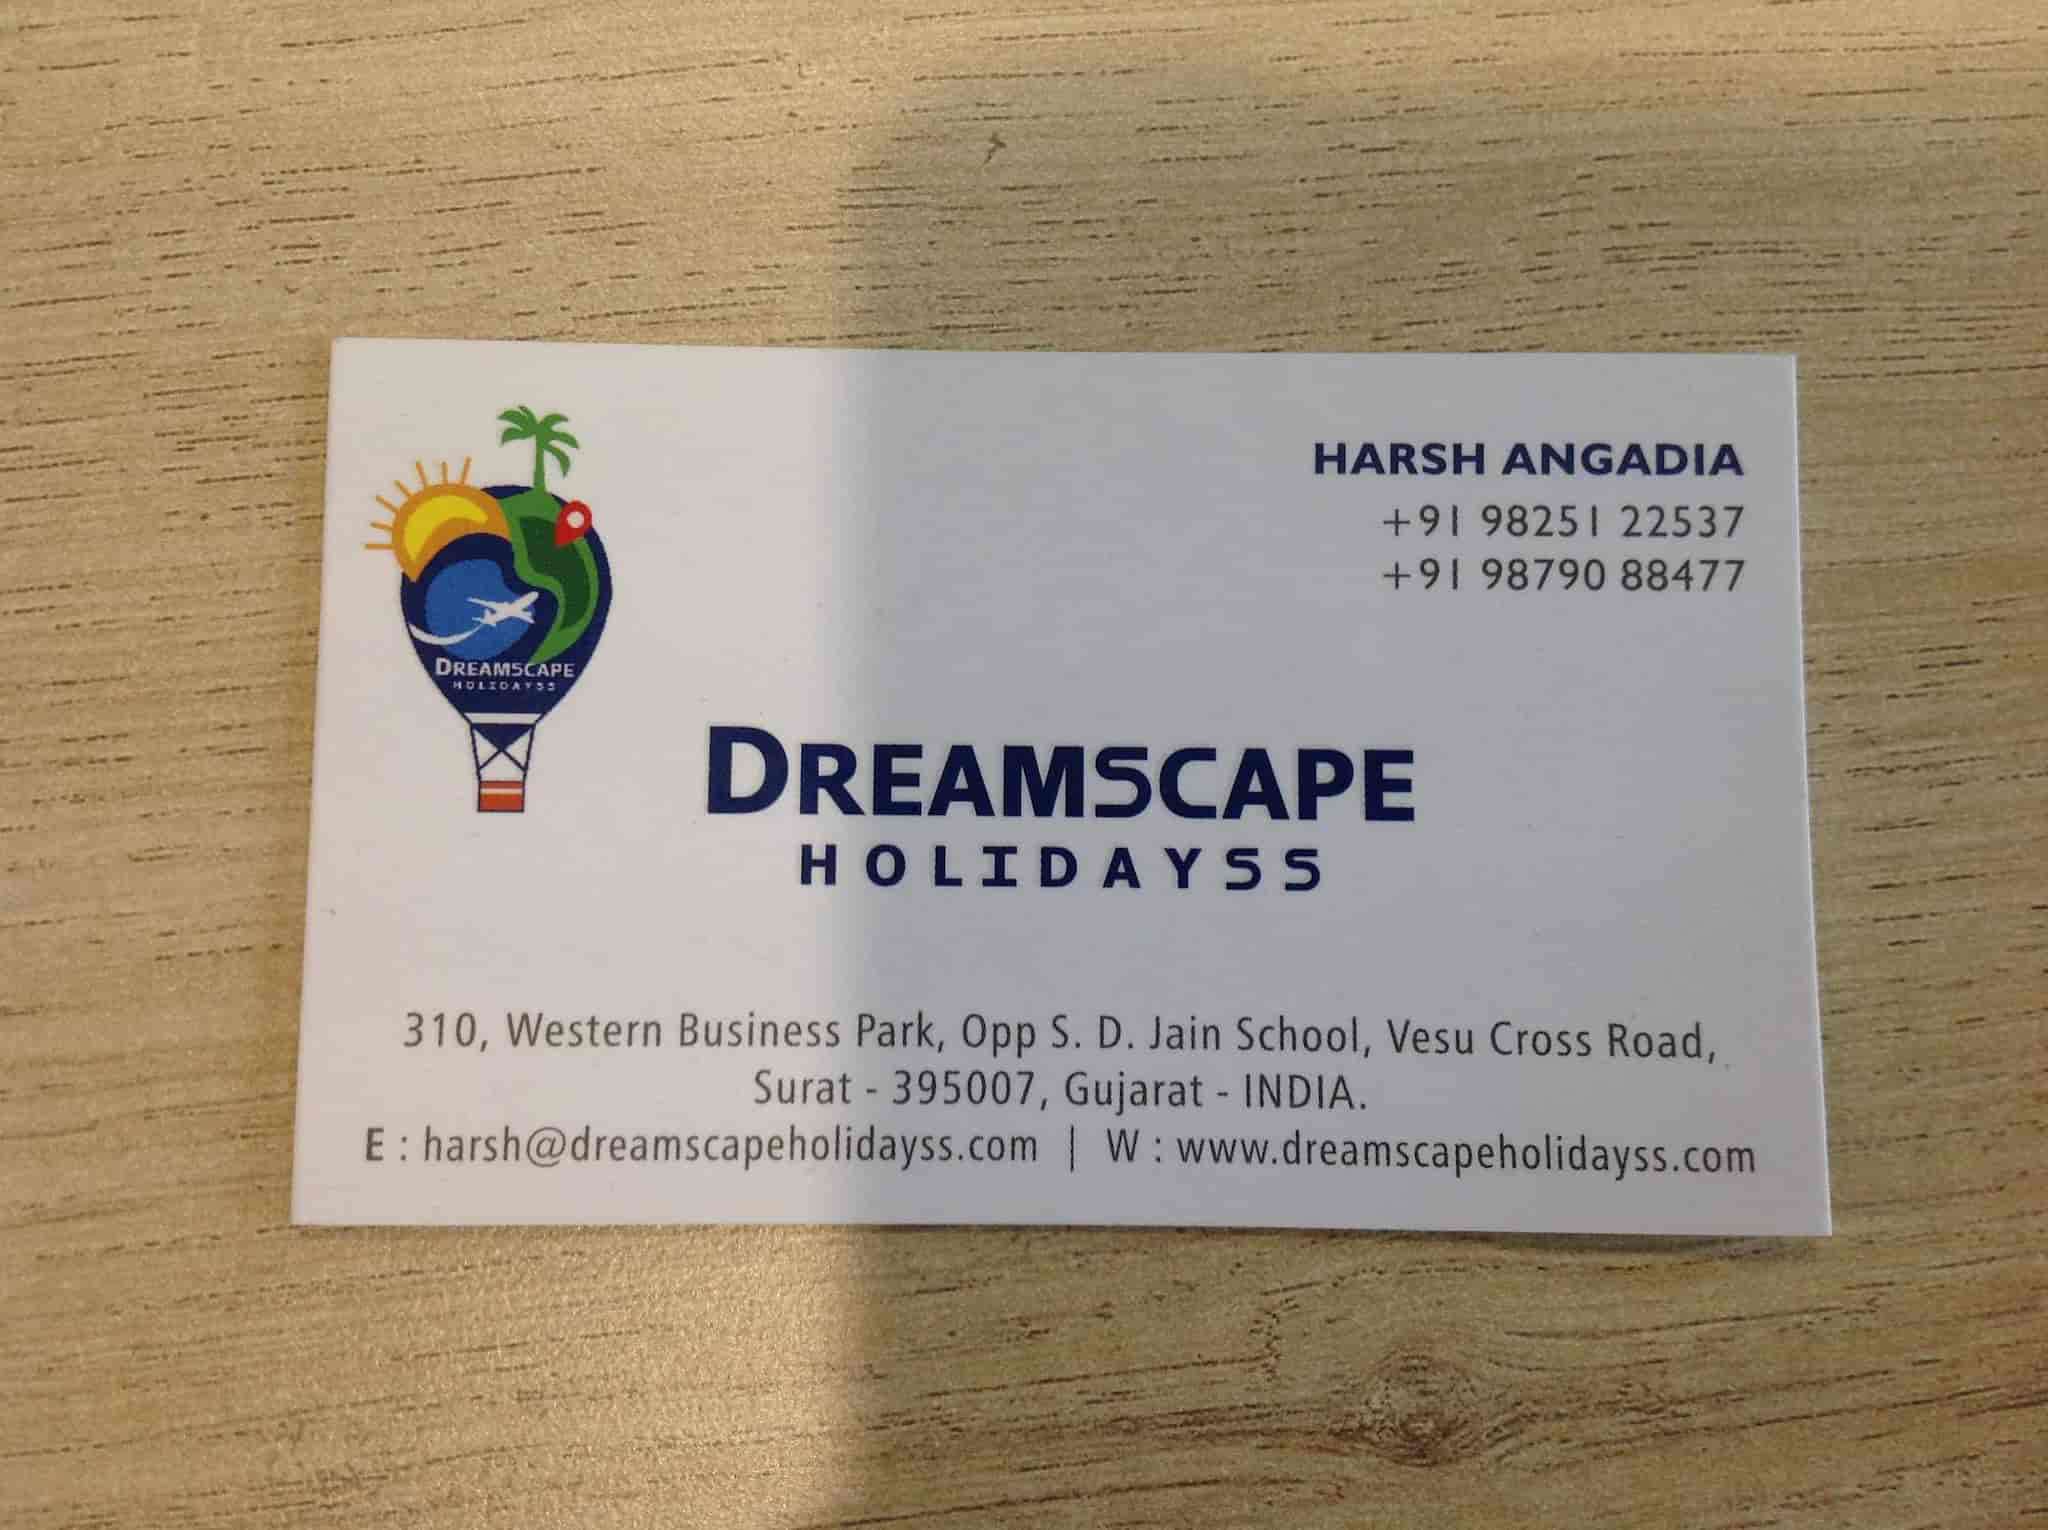 HARSH ANGADIA
+91 98251 22537
+91 98790 88477
DREAMSCAPE
HOLIDAYSS
DREAMSCAPE
HOLIDAYSS
310, Western Business Park, Opp S. D. Jain School, Vesu Cross Road,
Surat - 395007, Gujarat - INDIA.
E : harsh@dreamscapeholidayss.com | W : www.dreamscapeholidayss.com